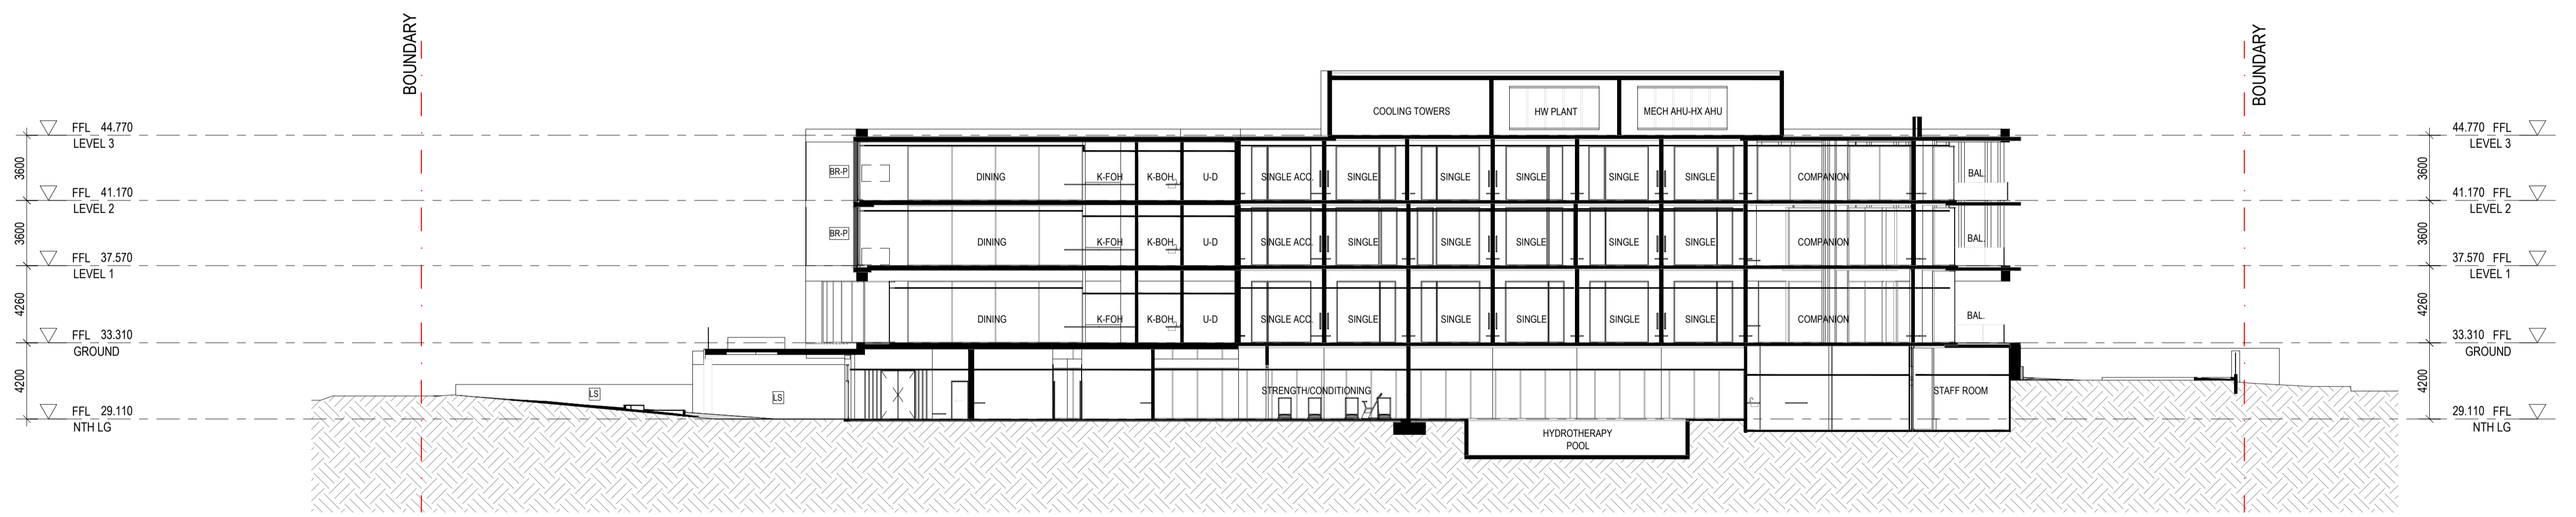 BOUNDARY
BOUNDARY
COOLING TOWERS
HW PLANT
MECH AHU-HX AHU
FFL 44.770
LEVEL 3
44.770 FFL
LEVEL 3
3600
BR-P
DINING
K-FOH
K-BOH.
U-D
SINGLE ACC.
SINGLE
SINGLE
SINGLE
SINGLE
SINGLE
COMPANION
BAL.
3600
FFL 41.170
LEVEL 2
41.170 FFL
LEVEL 2
3600
BR-P
DINING
K-FOH
K-BOH.
U-D
SINGLE ACC.
SINGLE
SINGLE
SINGLE
SINGLE
SINGLE
COMPANION
BAL.
3600
FFL 37.570
LEVEL 1
37.570 FFL
LEVEL 1
4260
DINING
K-FOH
K-BOH.
U-D
SINGLE ACC.
SINGLE
SINGLE
SINGLE
SINGLE
SINGLE
COMPANION
BAL.
4260
FFL 33.310
GROUND
33.310 FFL
GROUND
4200
LS
LS
STRENGTH/CONDITIONING
STAFF ROOM
4200
FFL 29.110
NTH LG
29.110 FFL
NTH LG
HYDROTHERAPY
POOL